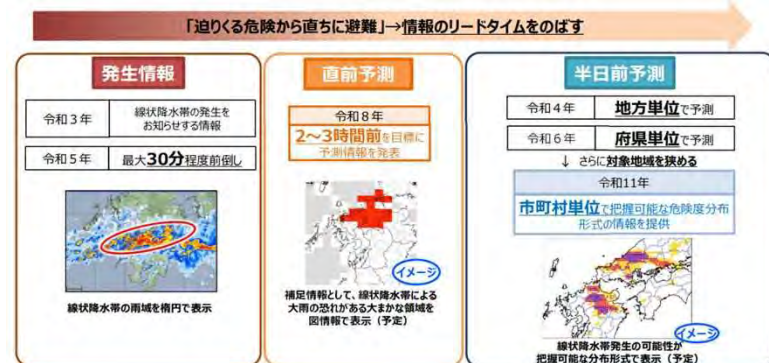 「迫りくる危険から直ちに避難」→情報のリードタイムをのばす
発生情報
令和3年
線状降水帯の発生を
お知らせする情報
令和5年
最大30分程度前倒し
線状降水帯の雨域を楕円で表示
直前予測
令和8年
2～3時間前を目標に
予測情報を発表
イメージ
補足情報として、線状降水帯による
大雨の恐れがある大まかな領域を
図情報で表示（予定）
半日前予測
令和4年
地方単位で予測
令和6年
府県単位で予測
↓ さらに対象地域を狭める
令和11年
市町村単位で把握可能な危険度分布
形式の情報を提供
イメージ
線状降水帯発生の可能性が
把握可能な分布形式で表示（予定）